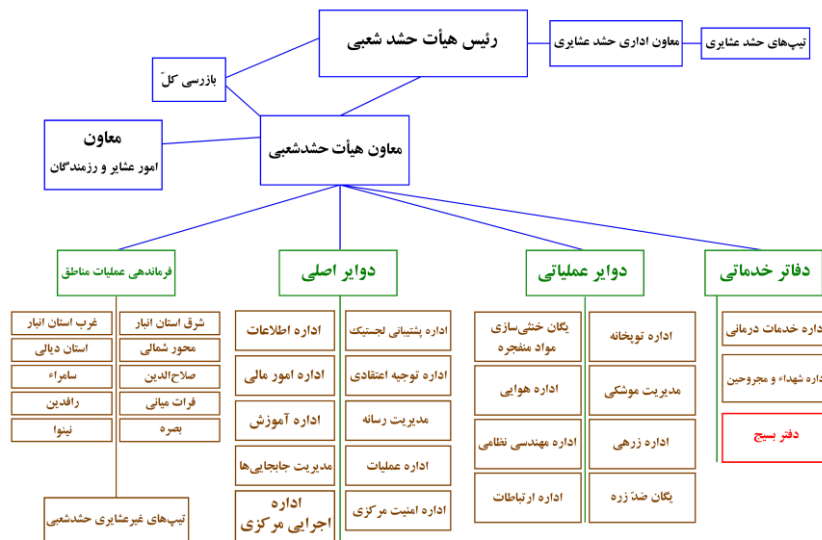 رئیس هیأت حشد شعبی
معاون اداری حشد عشایری
تیپ‌های حشد عشایری
بازرسی کلّ
معاون هیأت حشدشعبی
معاون
امور عشایر و رزمندگان
دفاتر خدماتی
دوایر عملیاتی
دوایر اصلی
فرماندهی عملیات مناطق
اداره خدمات درمانی
اداره شهداء و مجروحین
دفتر بسیج
اداره توپخانه
یگان خنثی‌سازی
مواد منفجره
مدیریت موشکی
اداره هوایی
اداره زرهی
اداره مهندسی نظامی
یگان ضدّ زره
اداره ارتباطات
اداره پشتیبانی لجستیک
اداره اطلاعات
اداره توجیه اعتقادی
اداره امور مالی
مدیریت رسانه
اداره آموزش
اداره عملیات
مدیریت جابجایی‌ها
اداره امنیت مرکزی
اداره
اجرایی مرکزی
شرق استان انبار
غرب استان انبار
محور شمالی
استان دیالی
صلاح‌الدین
سامراء
فرات میانی
رافدین
بصره
نینوا
تیپ‌های غیرعشایری حشدشعبی